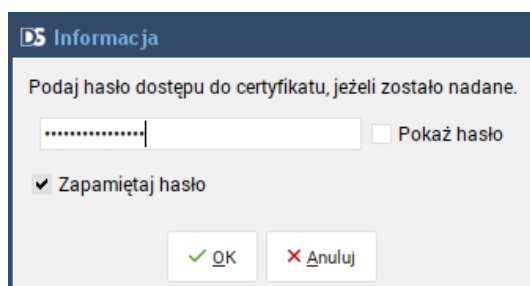 DS Informacja
Podaj hasło dostępu do certyfikatu, jeżeli zostało nadane.
••••••••••••••••
Pokaż hasło
Zapamiętaj hasło
OK
Anuluj